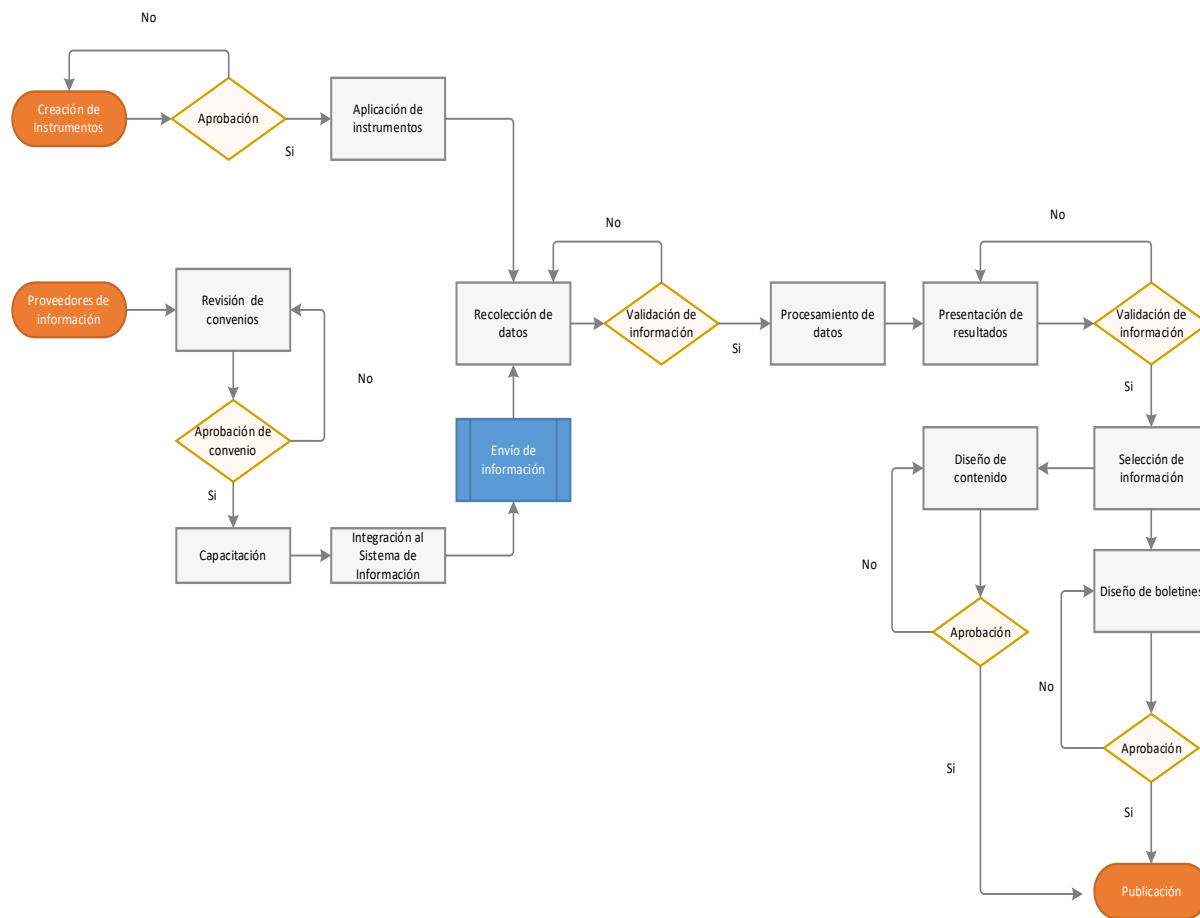 No
Creación de
Instrumentos
Aprobación
Si
Aplicación de
instrumentos
Proveedores de
información
Revisión de
convenios
No
Aprobación de
convenio
Si
Capacitación
Integración al
Sistema de
Información
Envío de
información
Recolección de
datos
No
Validación de
información
Si
Procesamiento de
datos
Presentación de
resultados
No
Validación de
información
Si
Selección de
información
Diseño de
contenido
No
Aprobación
Si
Diseño de boletines
No
Aprobación
Si
Publicación